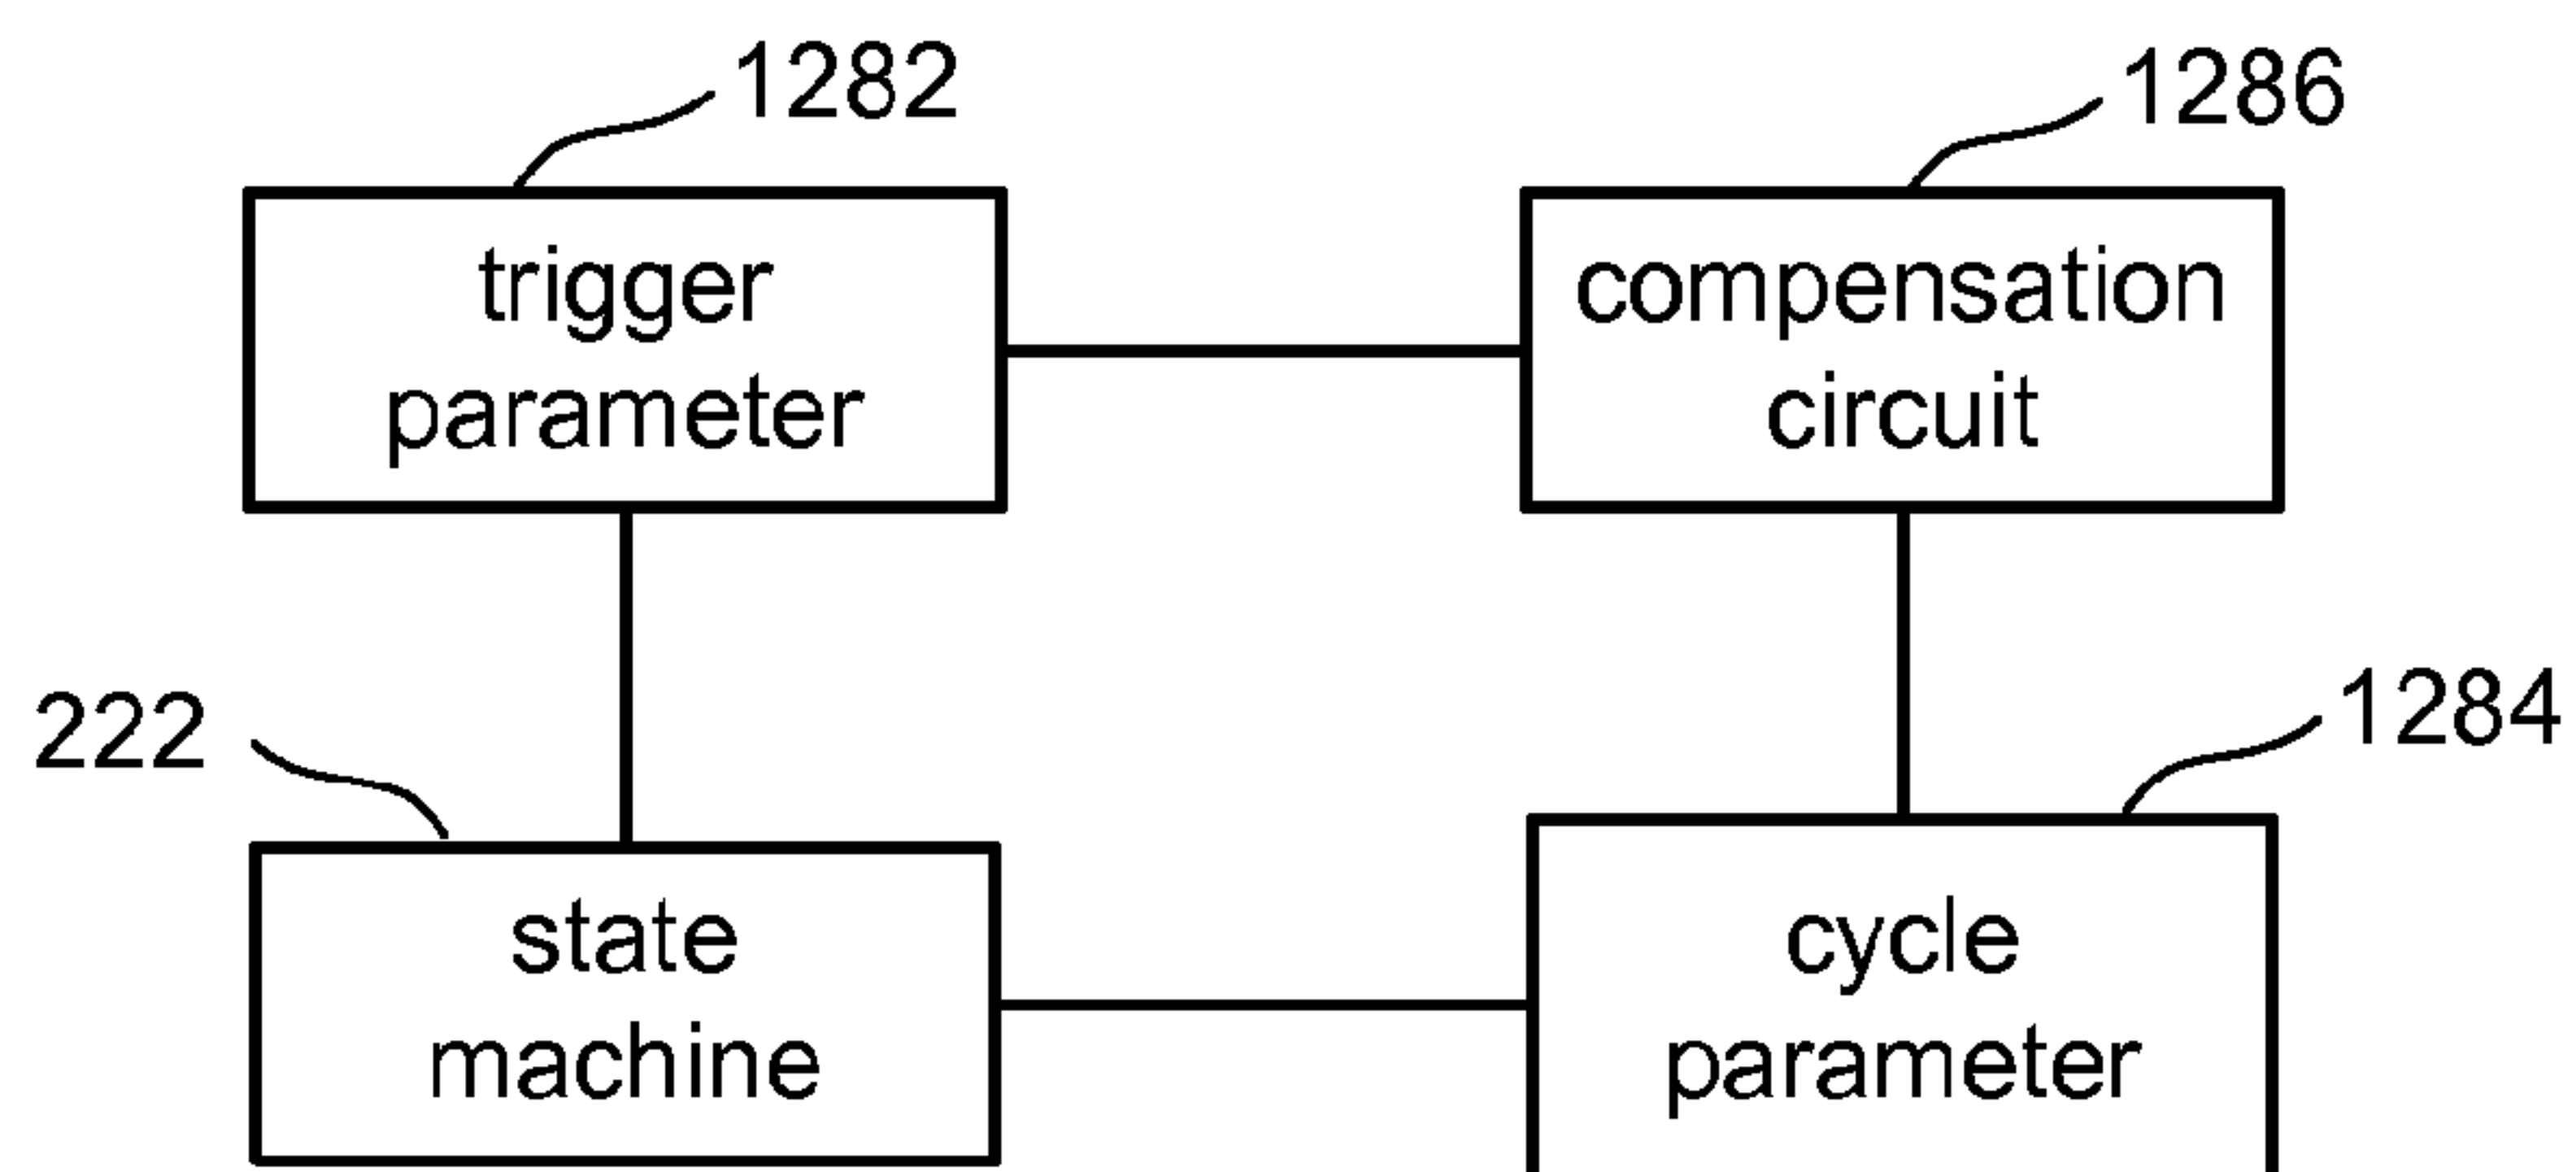 1282
1286
trigger
parameter
compensation
circuit
222
1284
state
machine
cycle
parameter